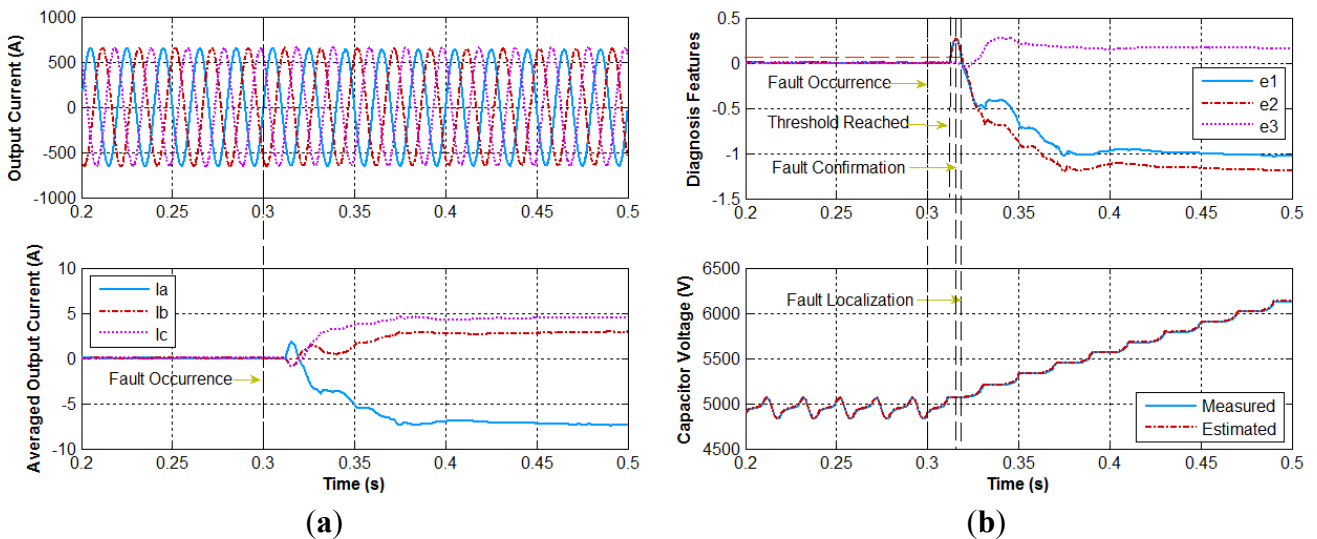 Output Current (A)
1000
500
0
-500
-1000
0.2 0.25 0.3 0.35 0.4 0.45 0.5
Averaged Output Current (A)
10
5
0
-5
-10
Ia
Ib
Ic
Fault Occurrence
0.2 0.25 0.3 0.35 0.4 0.45 0.5
Time (s)
(a)
Diagnosis Features
0.5
0
-0.5
-1
-1.5
Fault Occurrence
Threshold Reached
Fault Confirmation
e1
e2
e3
0.2 0.25 0.3 0.35 0.4 0.45 0.5
Capacitor Voltage (V)
6500
6000
5500
5000
4500
Fault Localization
Measured
Estimated
0.2 0.25 0.3 0.35 0.4 0.45 0.5
Time (s)
(b)